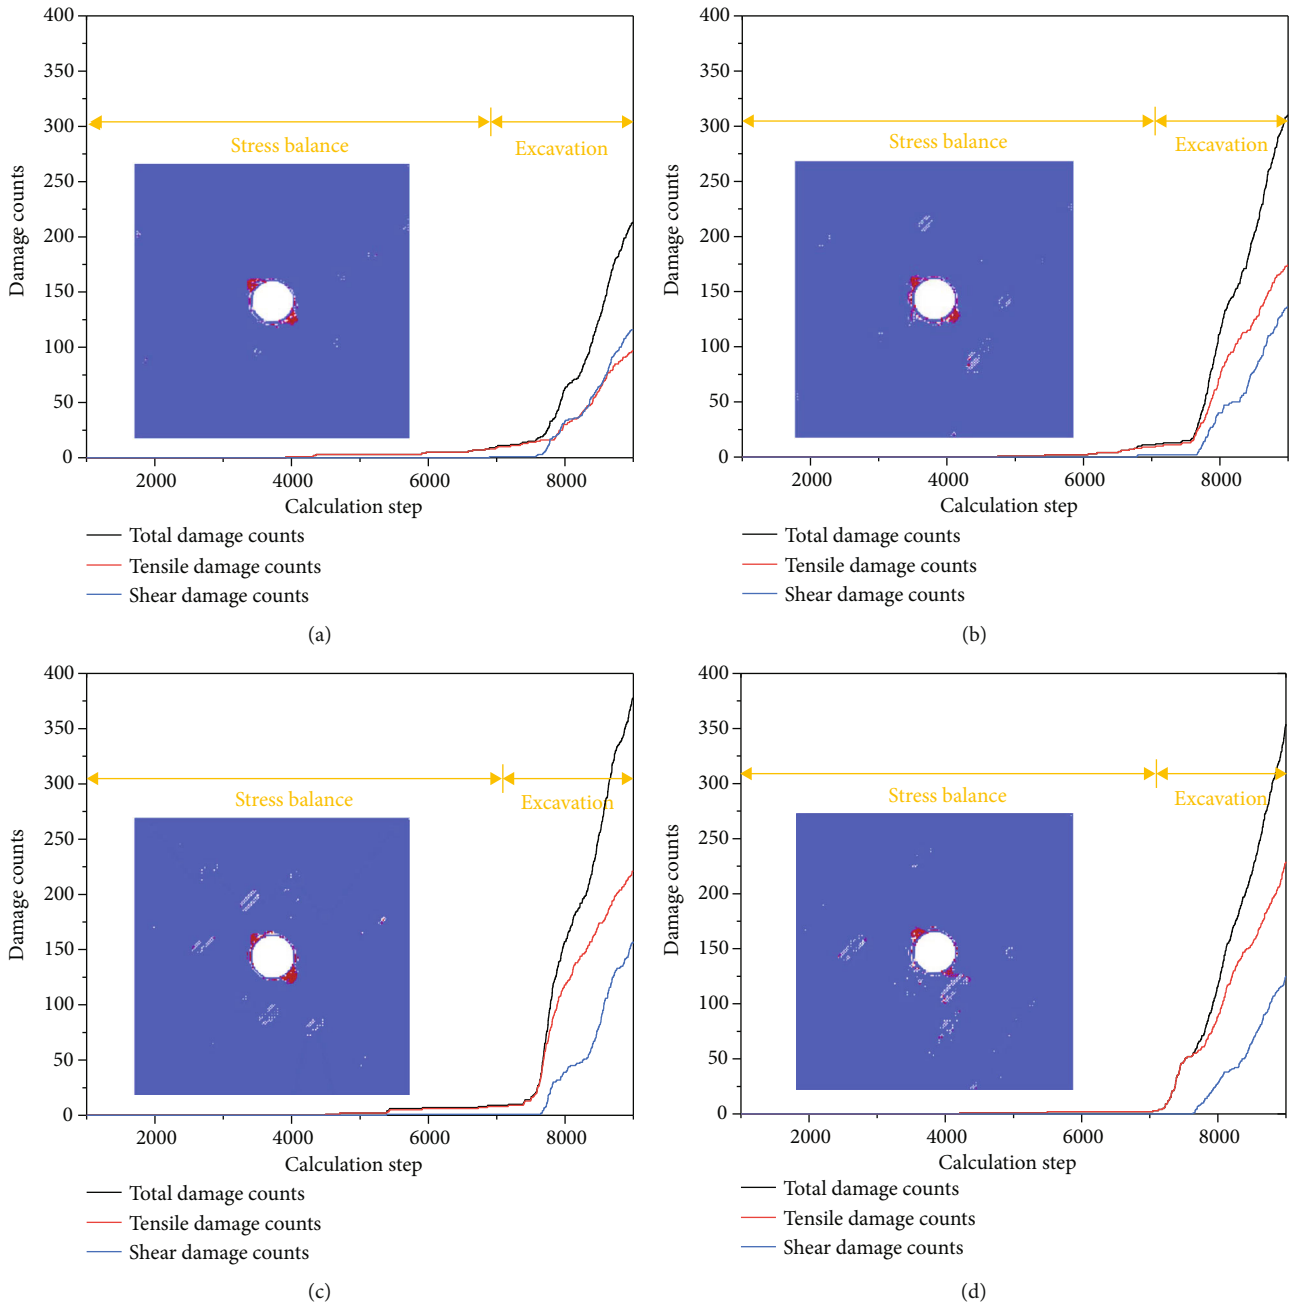 400
350
300
250
200
150
100
50
0
Damage counts
Stress balance
Excavation
2000
4000
6000
8000
Calculation step
Total damage counts
Tensile damage counts
Shear damage counts
(a)
400
350
300
250
200
150
100
50
0
Damage counts
Stress balance
Excavation
2000
4000
6000
8000
Calculation step
Total damage counts
Tensile damage counts
Shear damage counts
(b)
400
350
300
250
200
150
100
50
0
Damage counts
Stress balance
Excavation
2000
4000
6000
8000
Calculation step
Total damage counts
Tensile damage counts
Shear damage counts
(c)
400
350
300
250
200
150
100
50
0
Damage counts
Stress balance
Excavation
2000
4000
6000
8000
Calculation step
Total damage counts
Tensile damage counts
Shear damage counts
(d)